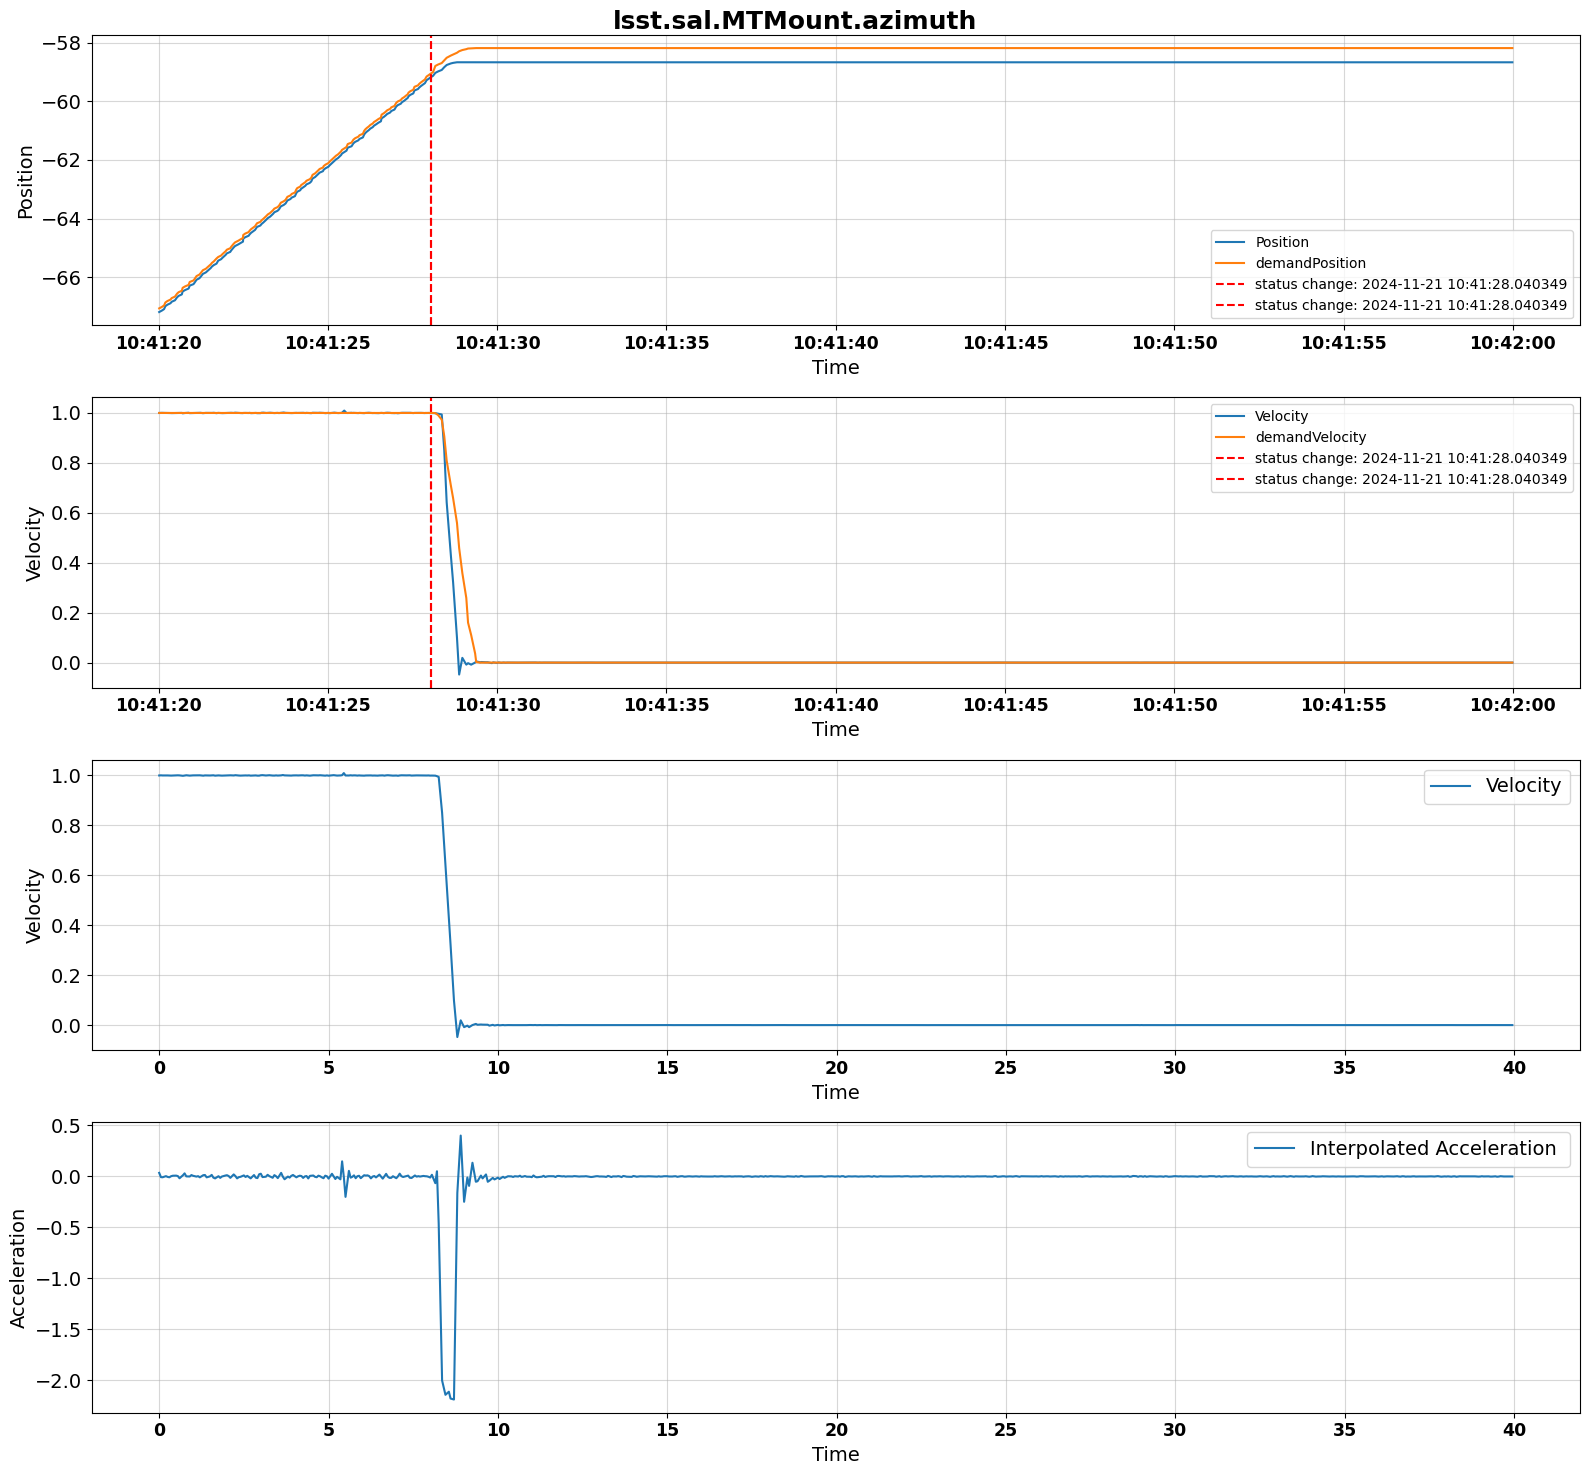 lsst.sal.MTMount.azimuth
−58
−60
−62
−64
−66
Position
Position
demandPosition
status change: 2024-11-21 10:41:28.040349
status change: 2024-11-21 10:41:28.040349
10:41:20 10:41:25 10:41:30 10:41:35 10:41:40 10:41:45 10:41:50 10:41:55 10:42:00
Time
1.0
0.8
0.6
0.4
0.2
0.0
Velocity
Velocity
demandVelocity
status change: 2024-11-21 10:41:28.040349
status change: 2024-11-21 10:41:28.040349
10:41:20 10:41:25 10:41:30 10:41:35 10:41:40 10:41:45 10:41:50 10:41:55 10:42:00
Time
1.0
0.8
0.6
0.4
0.2
0.0
Velocity
Velocity
0 5 10 15 20 25 30 35 40
Time
0.5
0.0
−0.5
−1.0
−1.5
−2.0
Acceleration
Interpolated Acceleration
0 5 10 15 20 25 30 35 40
Time